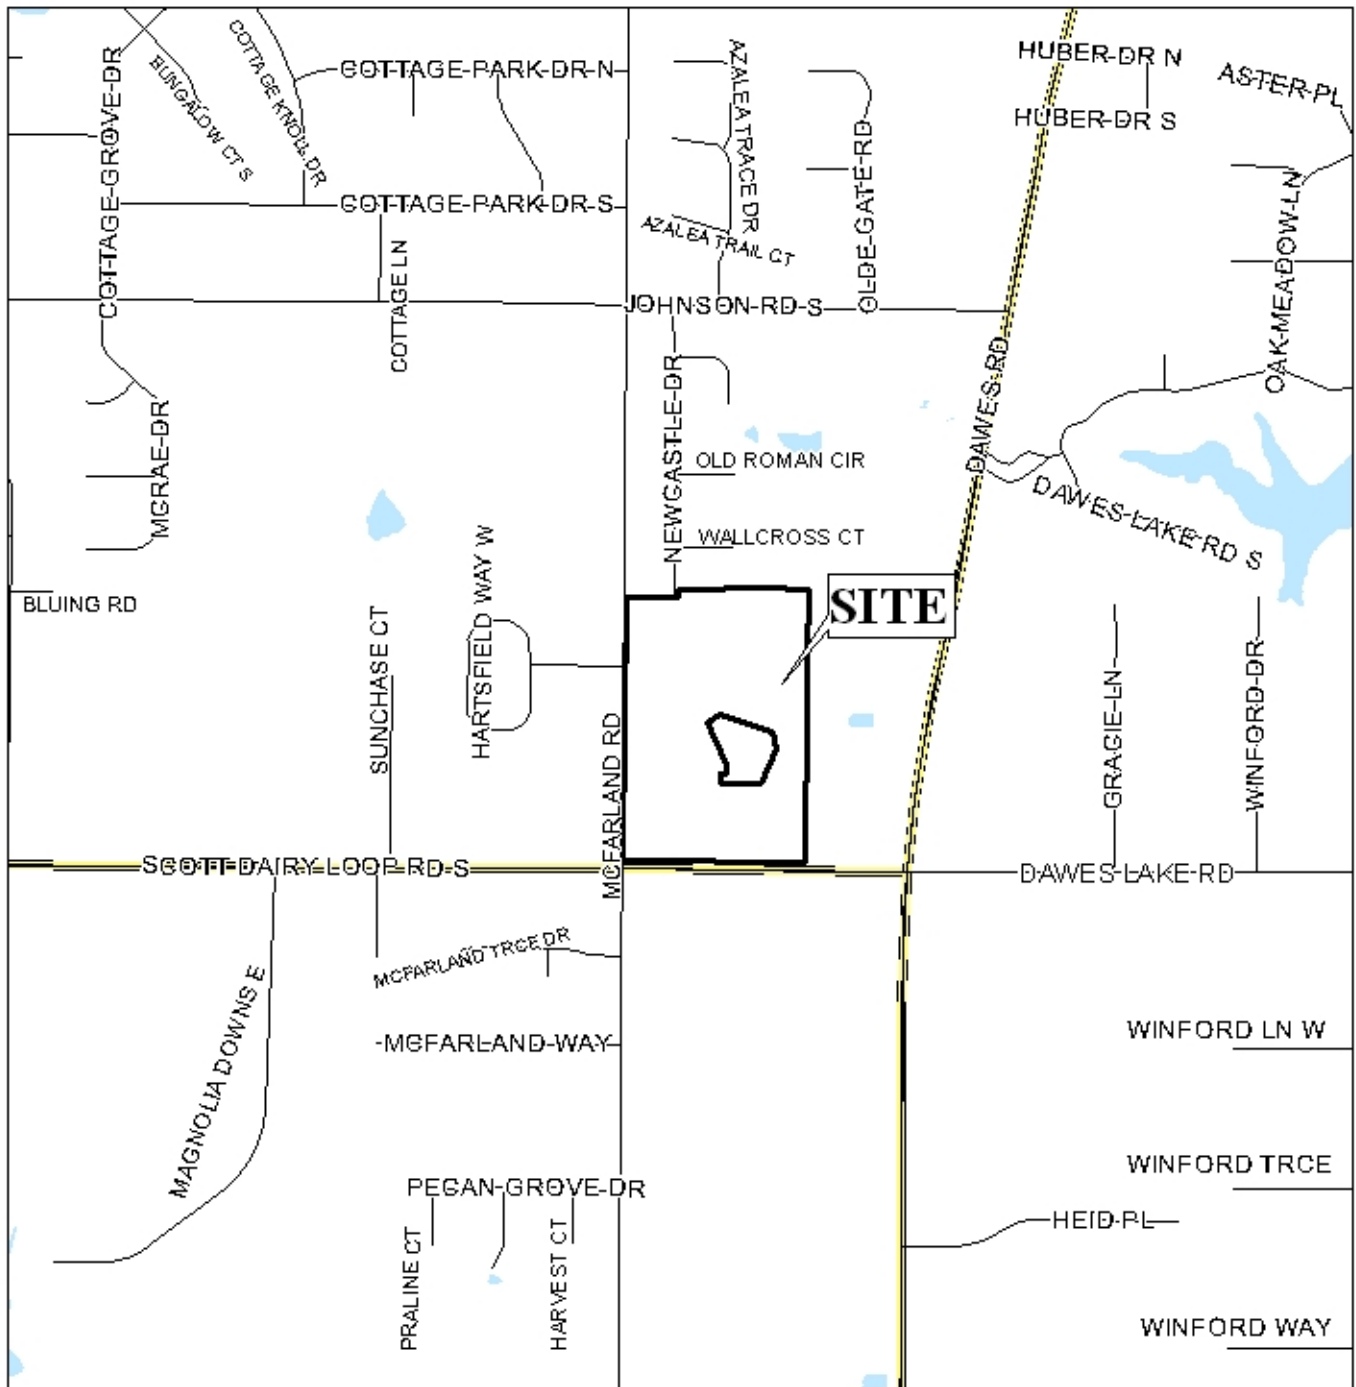 COTTAGE GROVE DR
BUNGALOW CT S
COTTAGE KNOLL DR
COTTAGE PARK DR N
AZALEA TRACE DR
OLDE GATE RD
HUBER DR N
ASTER PL
HUBER DR S
COTTAGE PARK DR S
AZALEA TRAIL CT
OAK MEADOW LN
COTTAGE LN
JOHNSON RD S
DAWES RD
MCRAE DR
NEWCASTLE DR
OLD ROMAN CIR
DAWES LAKE RD S
WALLCROSS CT
BLUING RD
SUNCHASE CT
HARTSFIELD WAY W
SITE
MCFARLAND RD
GRACIE LN
WINFORD DR
SCOTT DAIRY LOOP RD S
DAWES LAKE RD
MCFARLAND TRCE DR
MAGNOLIA DOWNS E
MCFARLAND WAY
WINFORD LN W
WINFORD TRCE
PECAN GROVE DR
HEID PL
PRALINE CT
HARVEST CT
WINFORD WAY